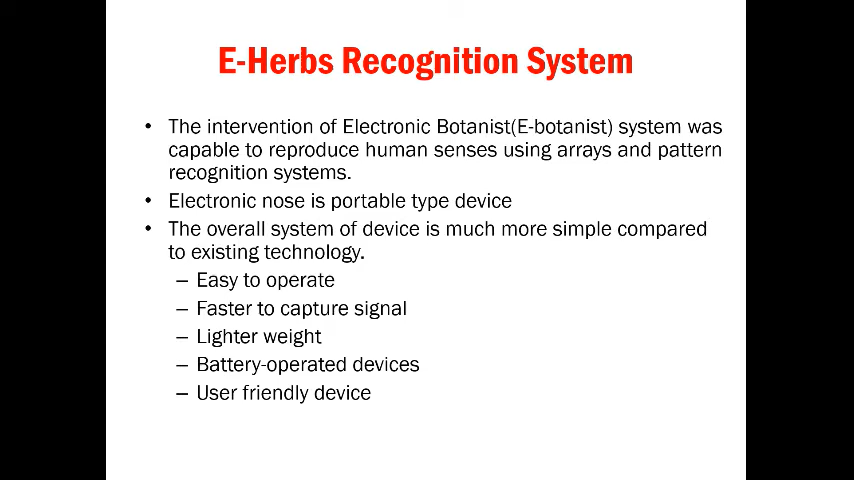 E-Herbs Recognition System
• The intervention of Electronic Botanist(E-botanist) system was
capable to reproduce human senses using arrays and pattern
recognition systems.
• Electronic nose is portable type device
• The overall system of device is much more simple compared
to existing technology.
– Easy to operate
– Faster to capture signal
– Lighter weight
– Battery-operated devices
– User friendly device